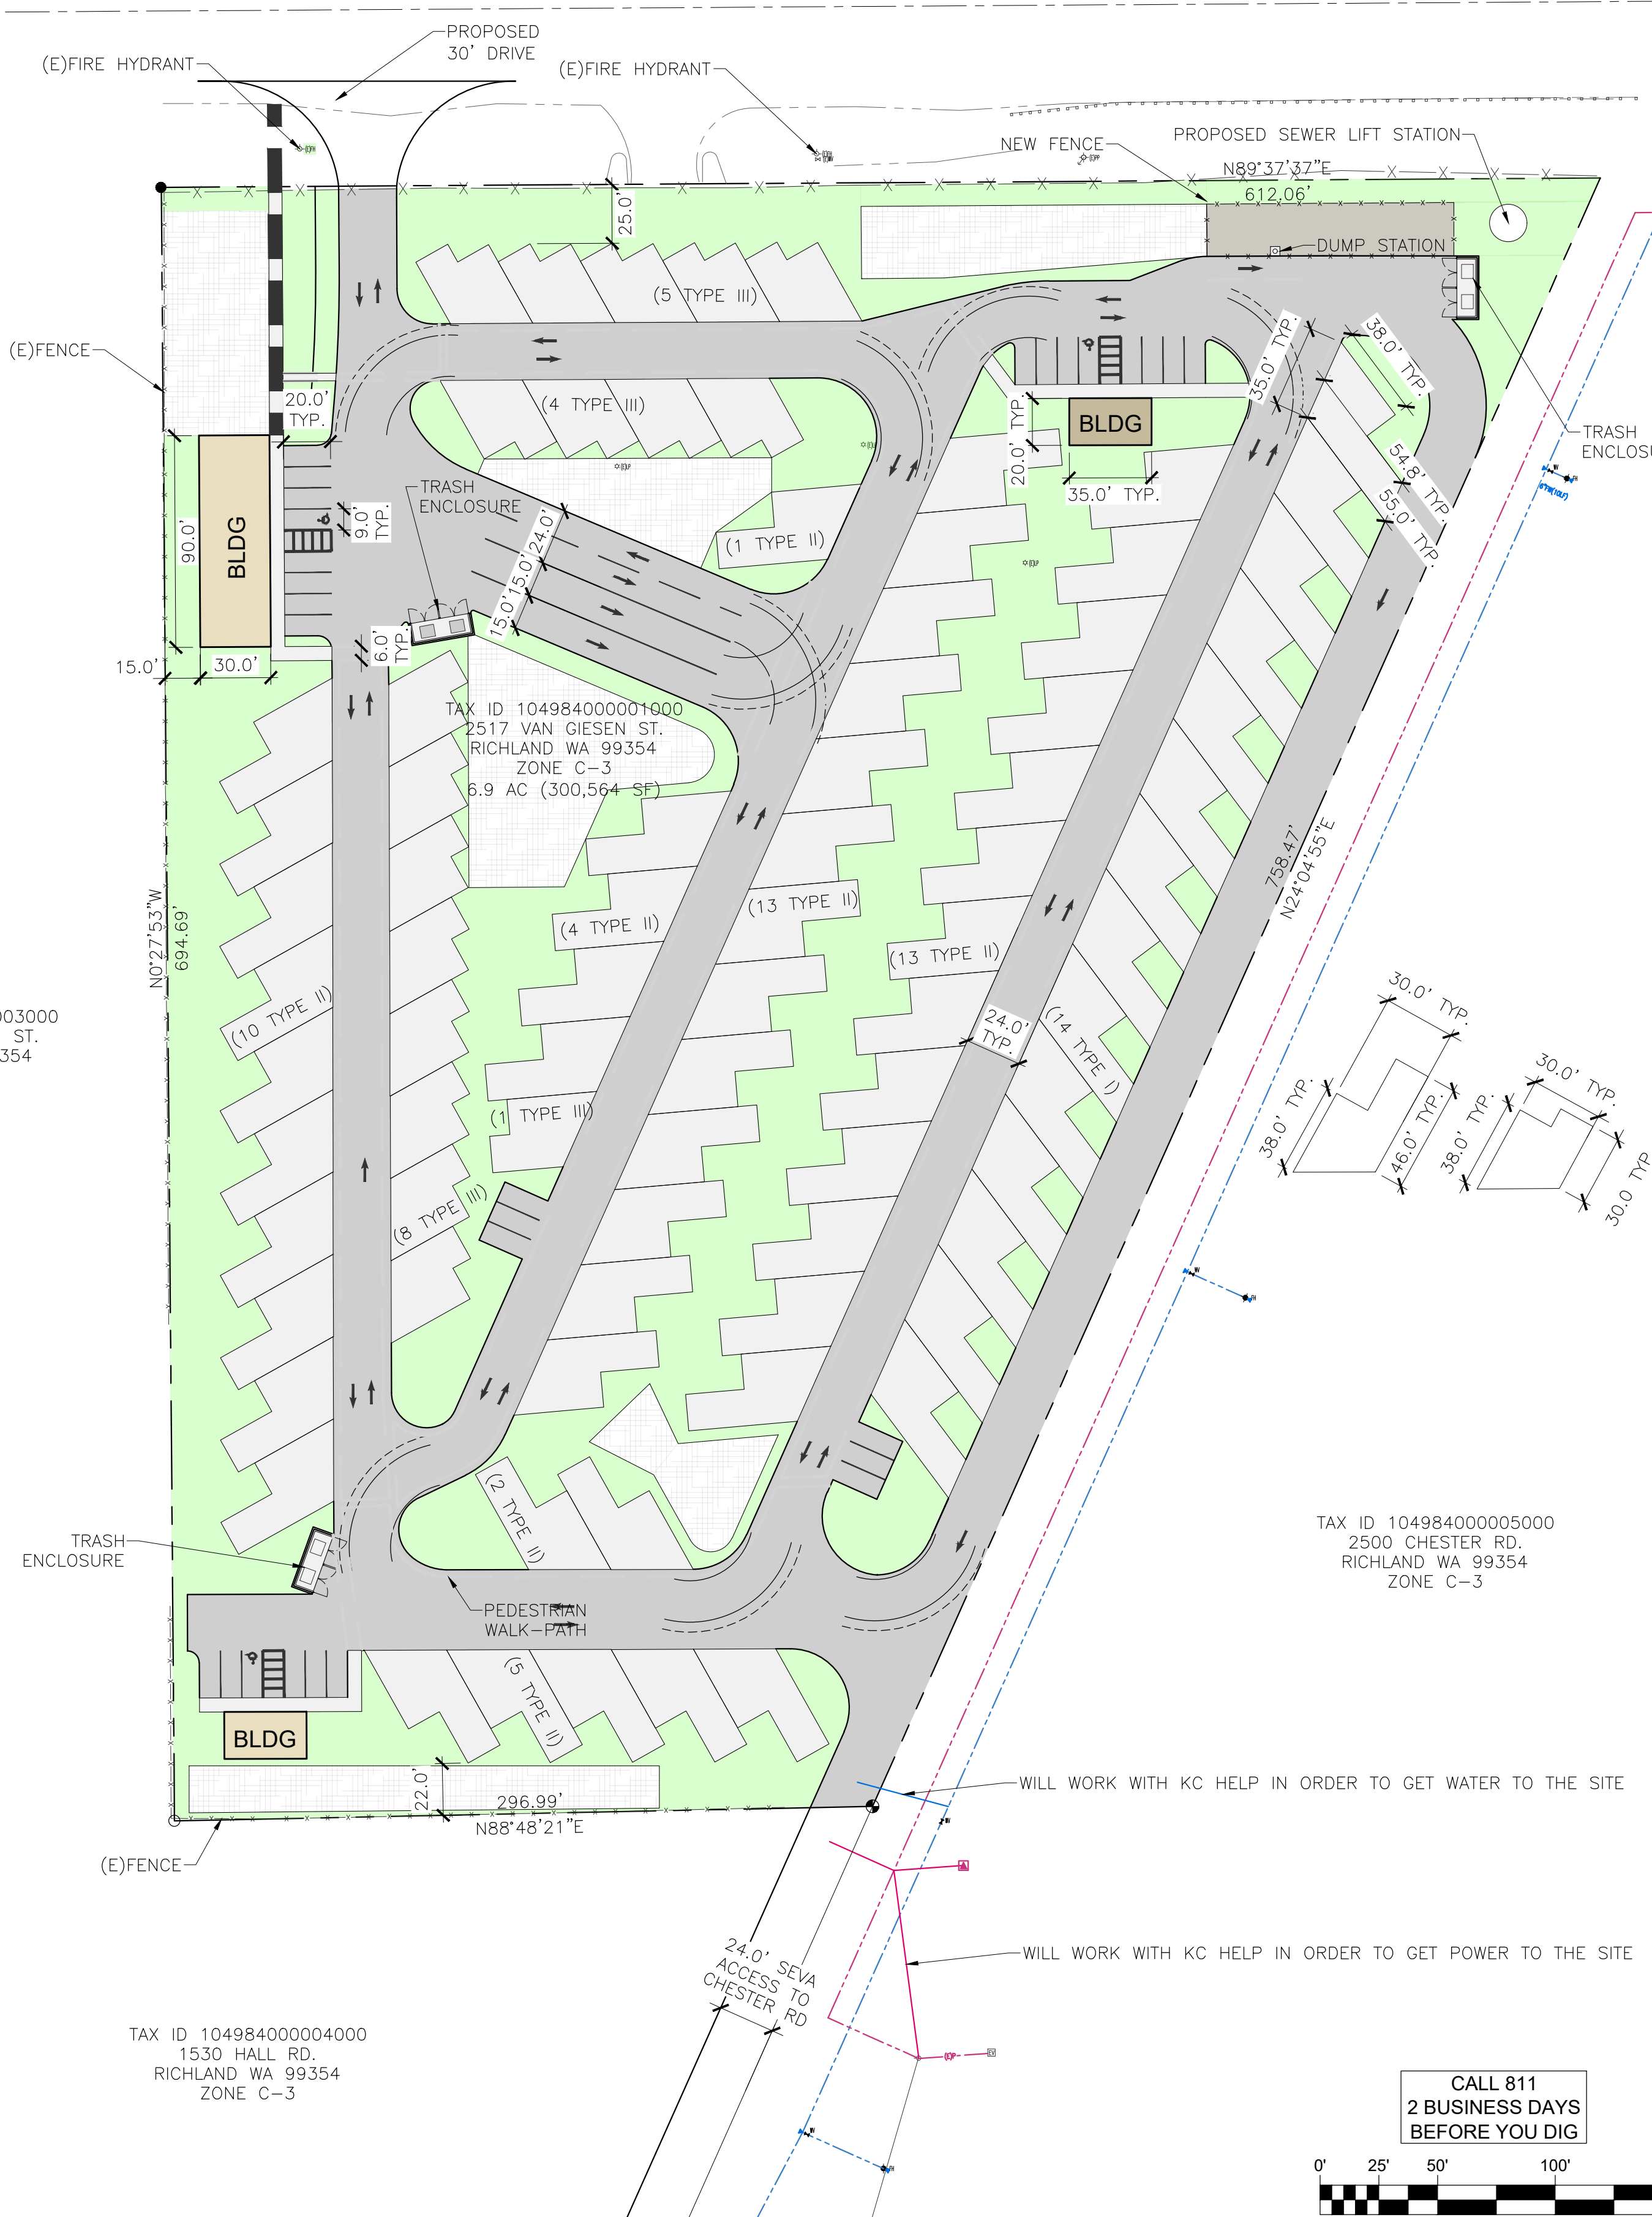 PROPOSED
30' DRIVE
(E)FIRE HYDRANT
(E)FIRE HYDRANT
NEW FENCE
PROPOSED SEWER LIFT STATION
N89°37'37"E
612.06'
25.0'
DUMP STATION
(5 TYPE III)
(E)FENCE
20.0'
TYP.
(4 TYPE III)
35.0' TYP.
38.0' TYP.
20.0' TYP.
BLDG
35.0' TYP.
TRASH
54.8' TYP.
55.0' TYP.
TRASH
ENCLOSURE
9.0'
TYP.
90.0'
BLDG
24.0'
15.0'
15.0'
(1 TYPE II)
6.0'
TYP.
15.0'
30.0'
TAX ID 104984000001000
2517 VAN GIESEN ST.
RICHLAND WA 99354
ZONE C-3
6.9 AC (300,564 SF)
N0°27'53"W
694.69'
758.47'
N24°04'55"E
(4 TYPE II)
(13 TYPE II)
(13 TYPE II)
(10 TYPE II)
24.0'
TYP.
(14 TYPE I)
003000
ST.
354
30.0' TYP.
38.0' TYP.
46.0' TYP.
30.0' TYP.
38.0' TYP.
30.0 TYP
(1 TYPE III)
(8 TYPE III)
(2 TYPE II)
TRASH
ENCLOSURE
PEDESTRIAN
WALK-PATH
(5 TYPE II)
BLDG
22.0'
296.99'
N88°48'21"E
(E)FENCE
TAX ID 104984000005000
2500 CHESTER RD.
RICHLAND WA 99354
ZONE C-3
WILL WORK WITH KC HELP IN ORDER TO GET WATER TO THE SITE
WILL WORK WITH KC HELP IN ORDER TO GET POWER TO THE SITE
24.0' SEVA
ACCESS TO
CHESTER RD
TAX ID 104984000004000
1530 HALL RD.
RICHLAND WA 99354
ZONE C-3
CALL 811
2 BUSINESS DAYS
BEFORE YOU DIG
0' 25' 50' 100'